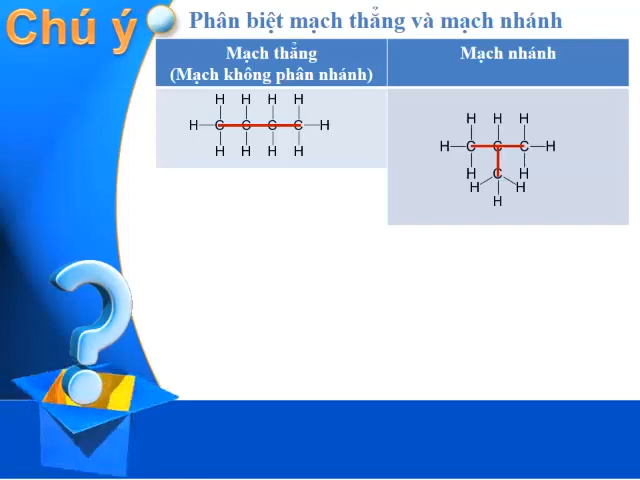 Chú ý
Phân biệt mạch thẳng và mạch nhánh
Mạch thẳng
(Mạch không phân nhánh)
Mạch nhánh
H H H H
H C C C C H
H H H H
H H H
H C C C H
H C H
H H
H